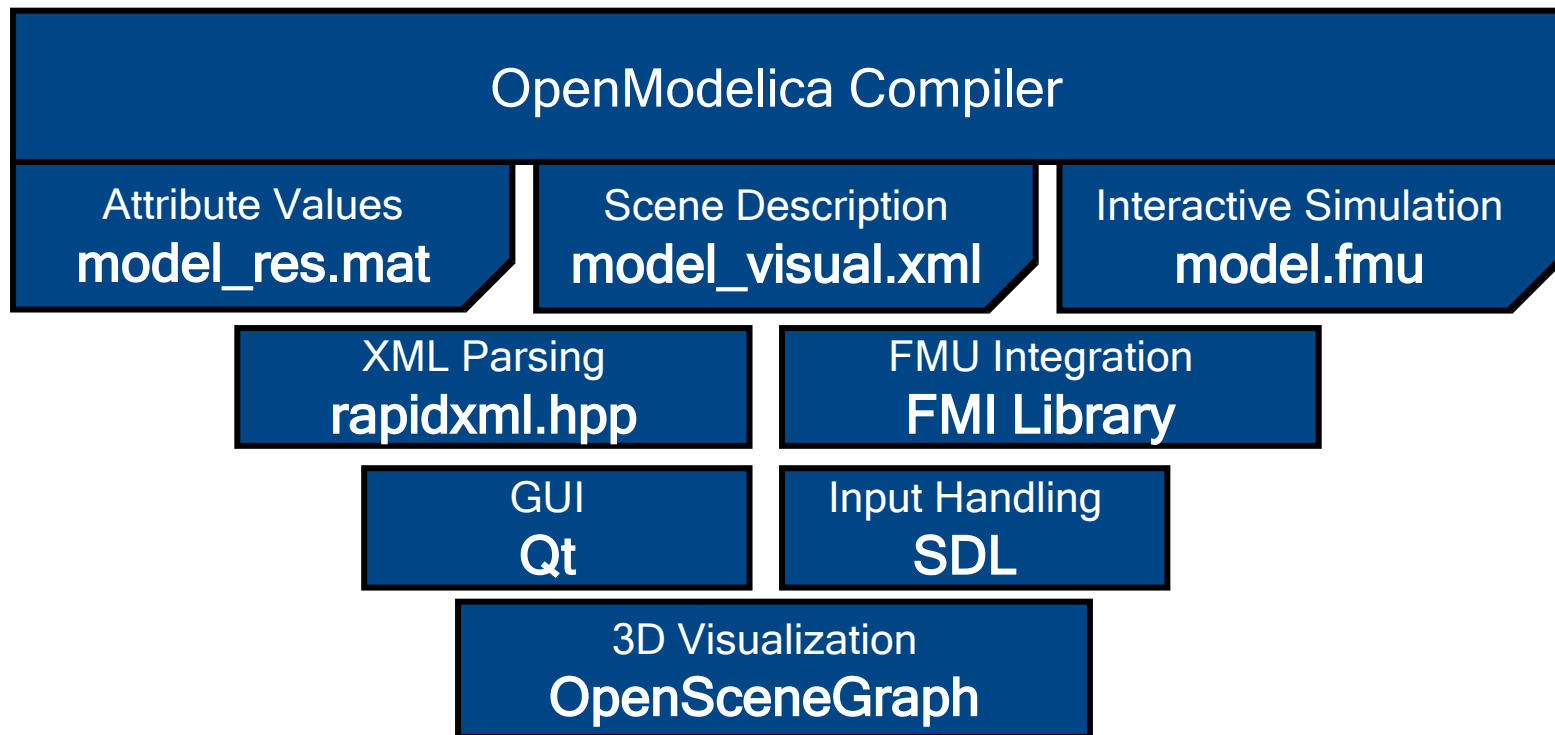 OpenModelica Compiler
Attribute Values
model_res.mat
Scene Description
model_visual.xml
Interactive Simulation
model.fmu
XML Parsing
rapidxml.hpp
FMU Integration
FMI Library
GUI
Qt
Input Handling
SDL
3D Visualization
OpenSceneGraph